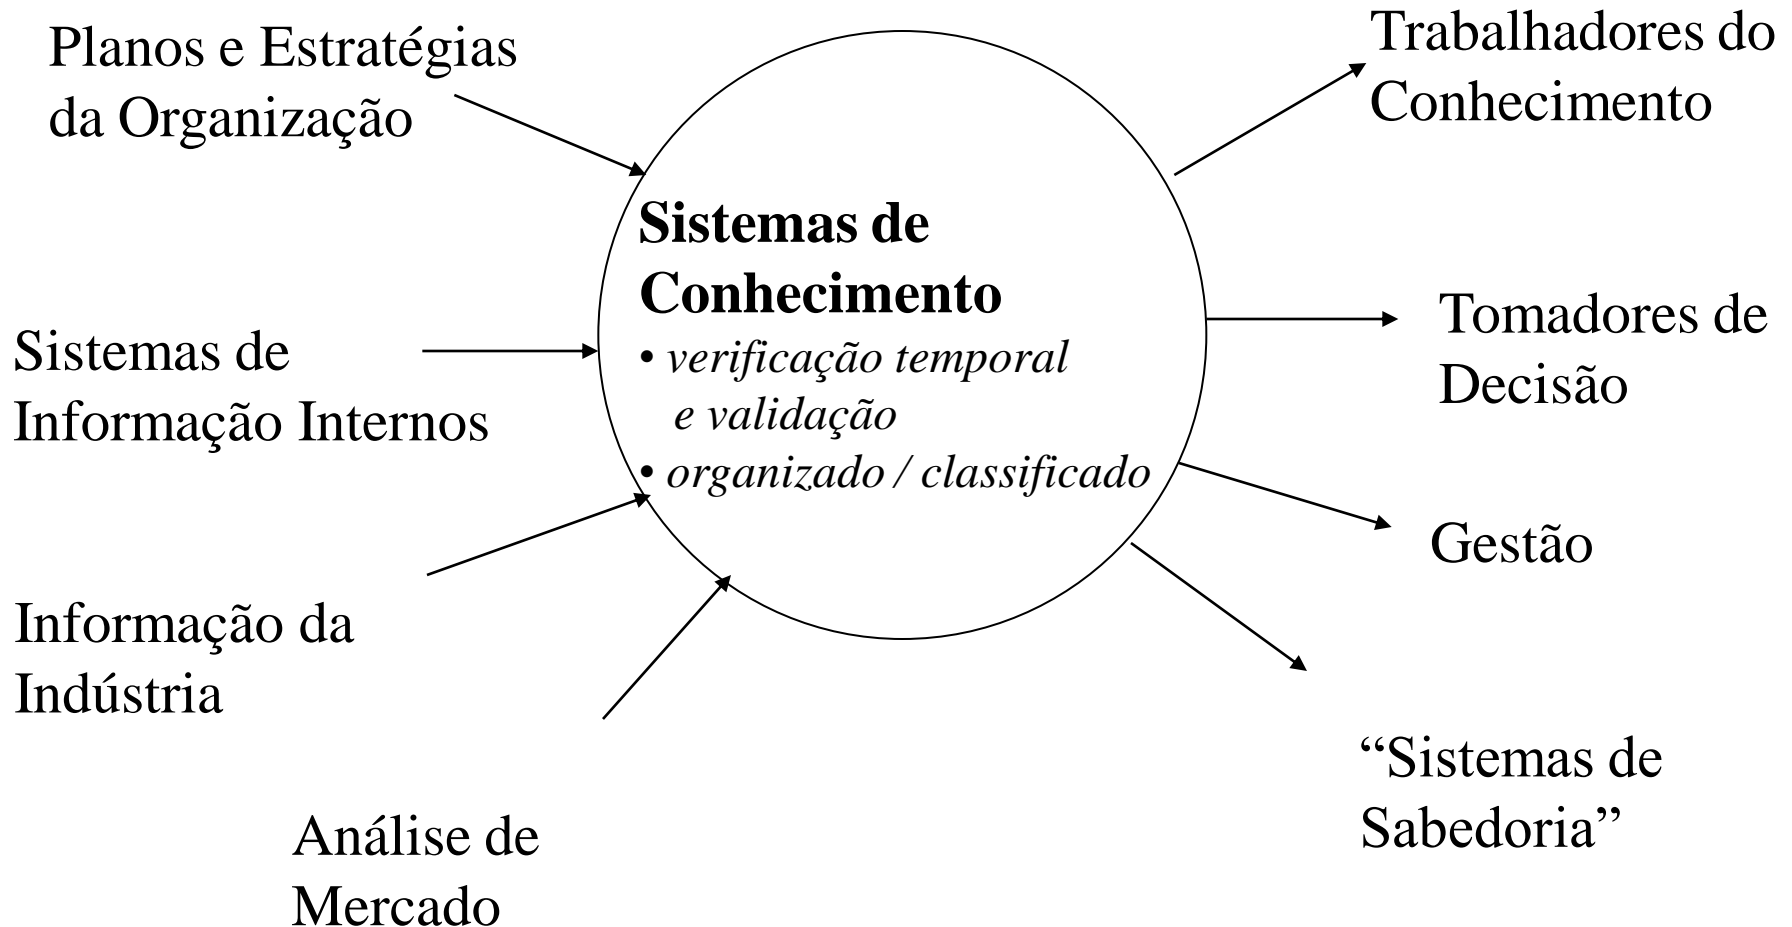 Planos e Estratégias
da Organização
Sistemas de
Informação Internos
Informação da
Indústria
Análise de
Mercado
Sistemas de
Conhecimento
• verificação temporal
e validação
• organizado / classificado
Trabalhadores do
Conhecimento
Tomadores de
Decisão
Gestão
“Sistemas de
Sabedoria”